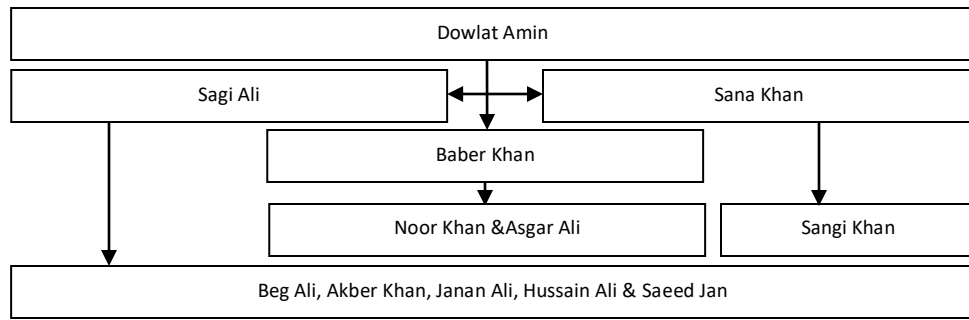 Dowlat Amin
Sagi Ali
Sana Khan
Baber Khan
Noor Khan &Asgar Ali
Sangi Khan
Beg Ali, Akber Khan, Janan Ali, Hussain Ali & Saeed Jan